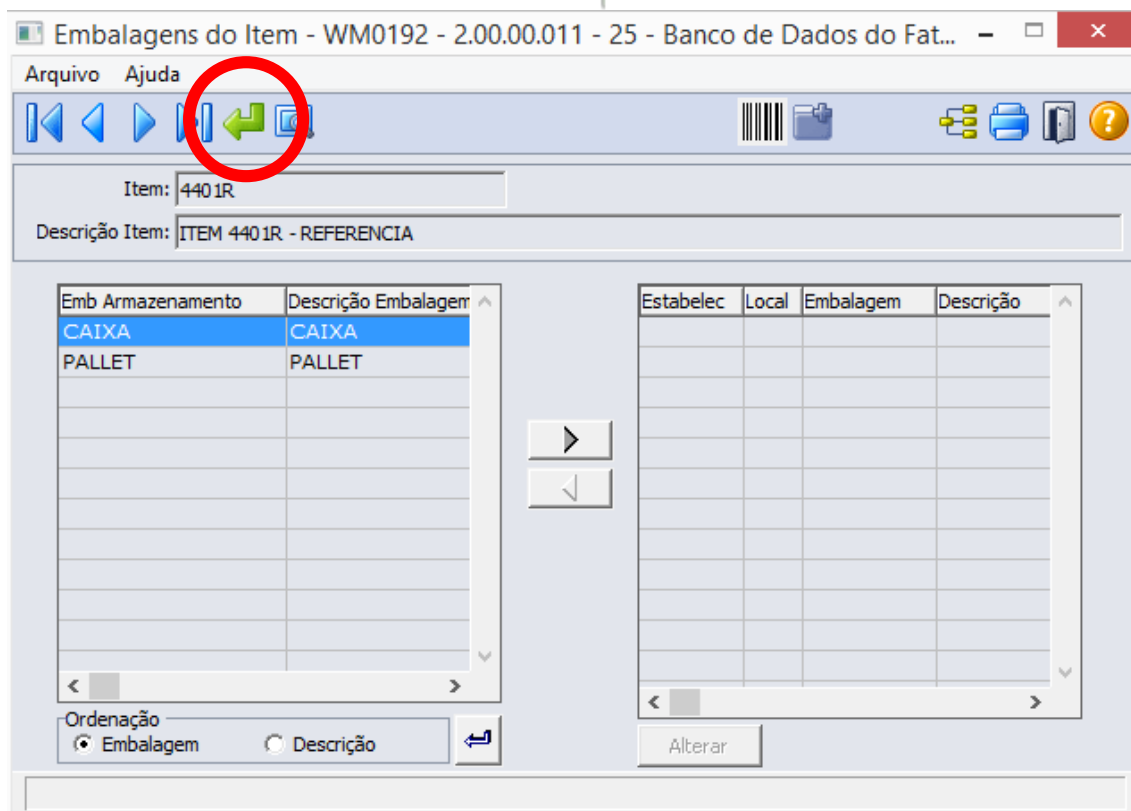 Embalagens do Item - WM0192 - 2.00.00.011 - 25 - Banco de Dados do Fat...
Arquivo Ajuda
Item: 4401R
Descrição Item: ITEM 4401R - REFERENCIA
Emb Armazenamento Descrição Embalagem
CAIXA CAIXA
PALLET PALLET
Estabelec Local Embalagem Descrição
Ordenação
Embalagem Descrição
Alterar